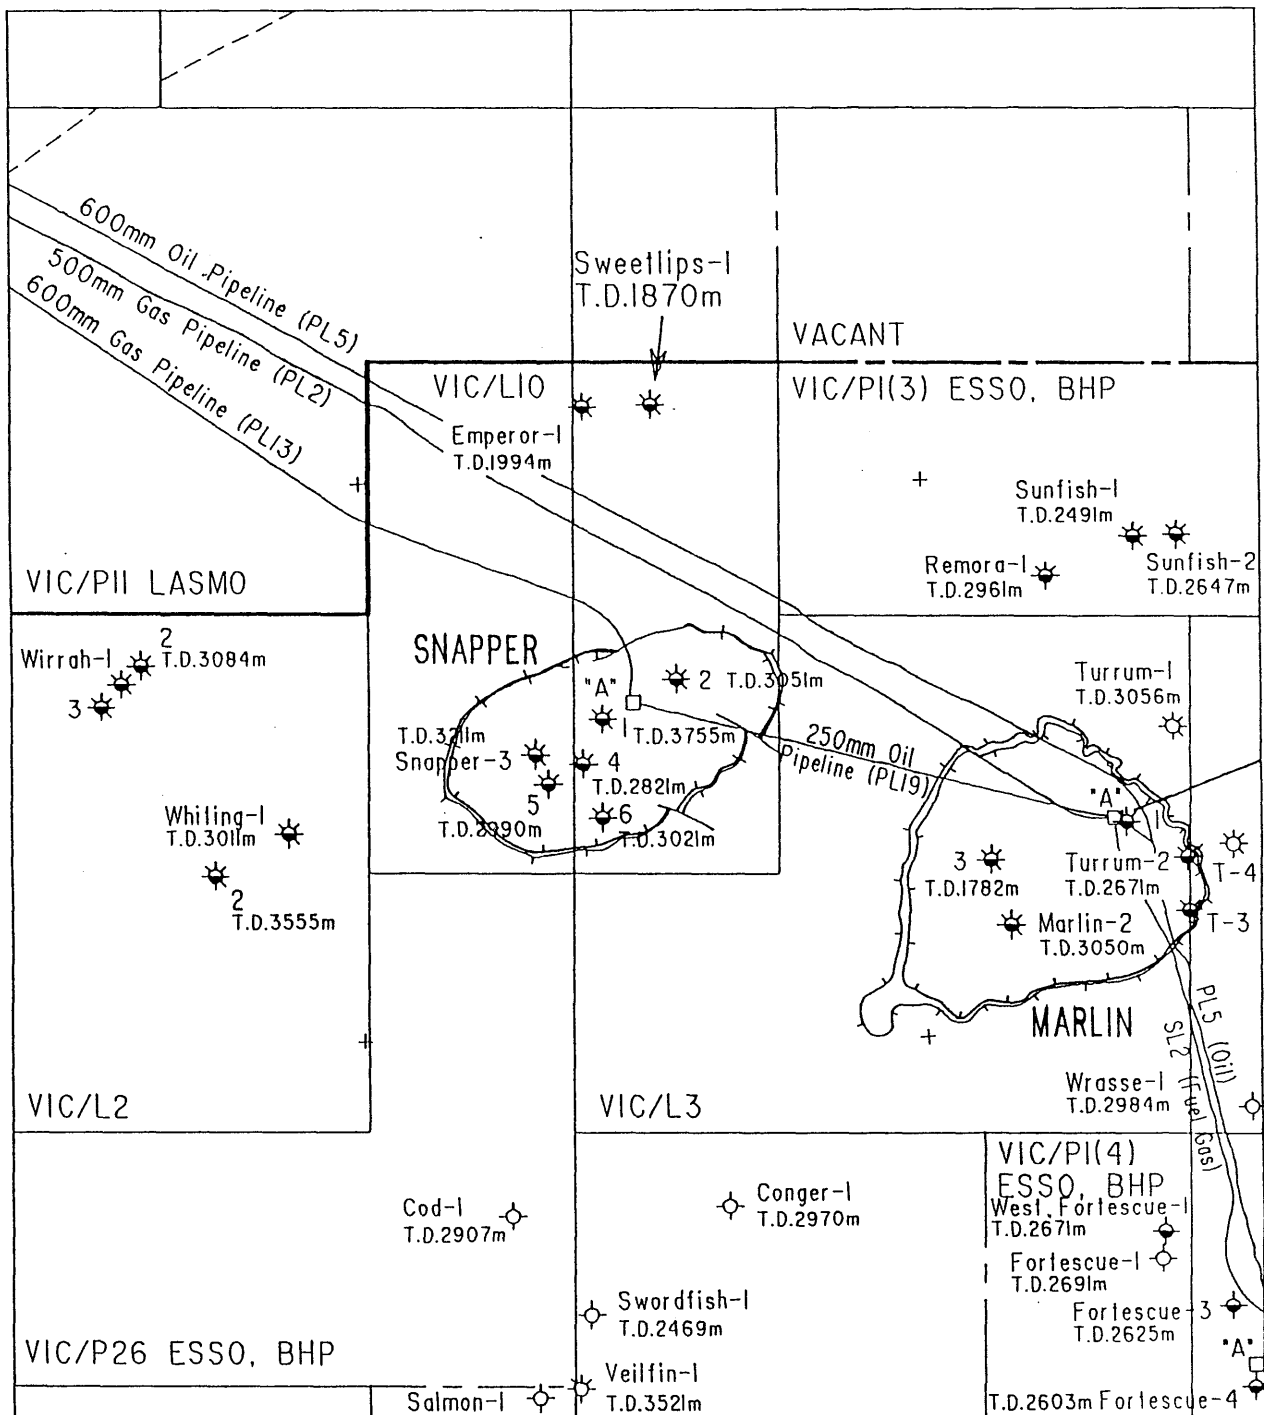 600mm Oil Pipeline (PL5)
500mm Gas Pipeline (PL2)
600mm Gas Pipeline (PL13)
Sweetlips-1
T.D.1870m
VACANT
VIC/L10
VIC/P1(3) ESSO, BHP
Emperor-1
T.D.1994m
Sunfish-1
T.D.2491m
Remora-1
T.D.2961m
Sunfish-2
T.D.2647m
VIC/P11 LASMO
Wirrah-1
2
T.D.3084m
3
SNAPPER
"A"
2 T.D.3051m
1
T.D.3755m
T.D.3211m
Snapper-3
4
T.D.2821m
5
6
T.D.3021m
250mm Oil
Pipeline (PL19)
Turrum-1
T.D.3056m
"A"
1
Whiting-1
T.D.3011m
2
T.D.3555m
3
T.D.1782m
Turrum-2
T.D.2671m
T-4
T-3
Marlin-2
T.D.3050m
MARLIN
PL5 (Oil)
SL2 (Fuel Gas)
Wrasse-1
T.D.2984m
VIC/L2
VIC/L3
VIC/P1(4)
ESSO, BHP
West Fortescue-1
T.D.2671m
Fortescue-1
T.D.2691m
Fortescue-3
T.D.2625m
"A"
T.D.2603m Fortescue-4
Cod-1
T.D.2907m
Conger-1
T.D.2970m
Swordfish-1
T.D.2469m
VIC/P26 ESSO, BHP
Veilfin-1
T.D.3521m
Salmon-1